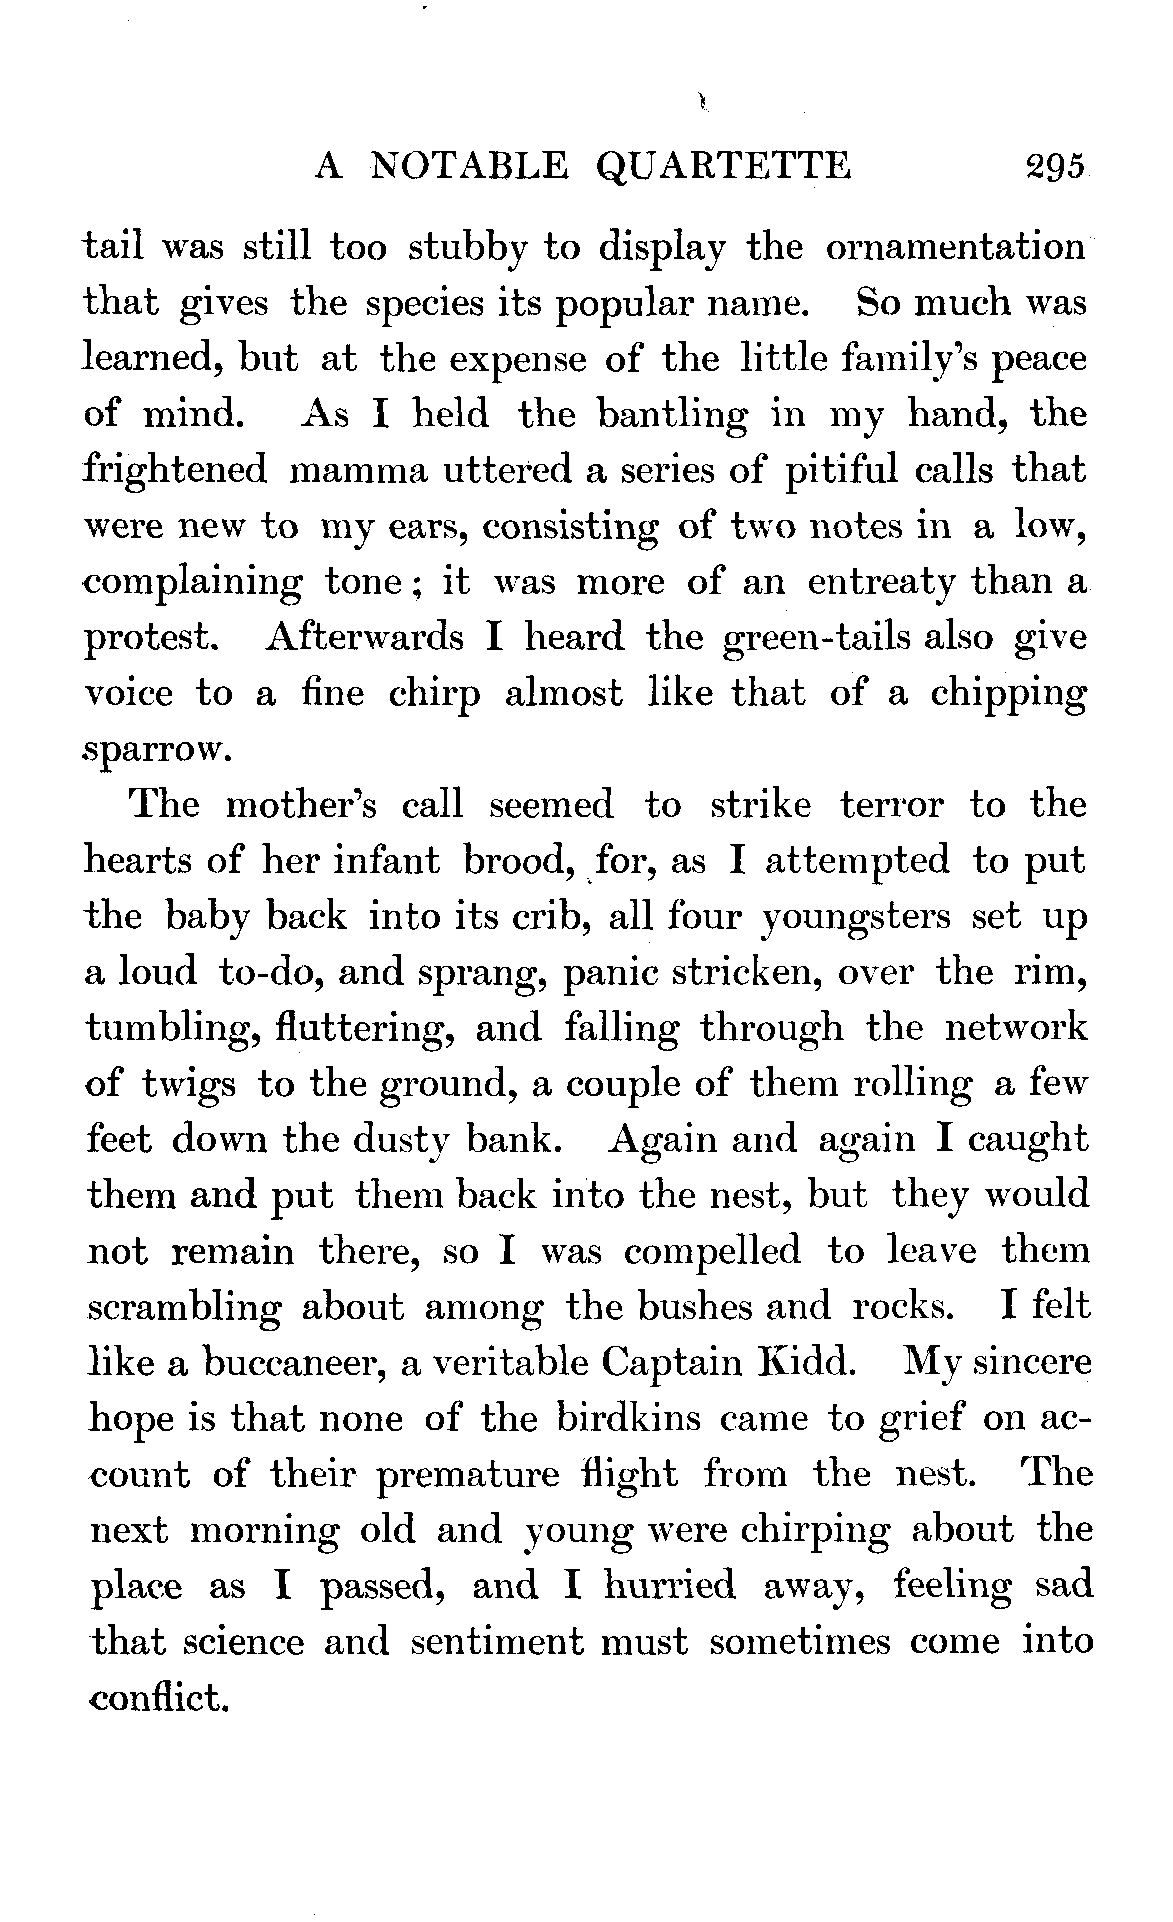 A NOTABLE QUARTETTE 295
tail was still too stubby to display the ornamentation
that gives the species its popular name. So much was
learned, but at the expense of the little family's peace
of mind. As I held the bantling in my hand, the
frightened mamma uttered a series of pitiful calls that
were new to my ears, consisting of two notes in a low,
complaining tone; it was more of an entreaty than a
protest. Afterwards I heard the green-tails also give
voice to a fine chirp almost like that of a chipping
sparrow.
The mother's call seemed to strike terror to the
hearts of her infant brood, for, as I attempted to put
the baby back into its crib, all four youngsters set up
a loud to-do, and sprang, panic stricken, over the rim,
tumbling, fluttering, and falling through the network
of twigs to the ground, a couple of them rolling a few
feet down the dusty bank. Again and again I caught
them and put them back into the nest, but they would
not remain there, so I was compelled to leave them
scrambling about among the bushes and rocks. I felt
like a buccaneer, a veritable Captain Kidd. My sincere
hope is that none of the birdkins came to grief on ac-
count of their premature flight from the nest. The
next morning old and young were chirping about the
place as I passed, and I hurried away, feeling sad
that science and sentiment must sometimes come into
conflict.